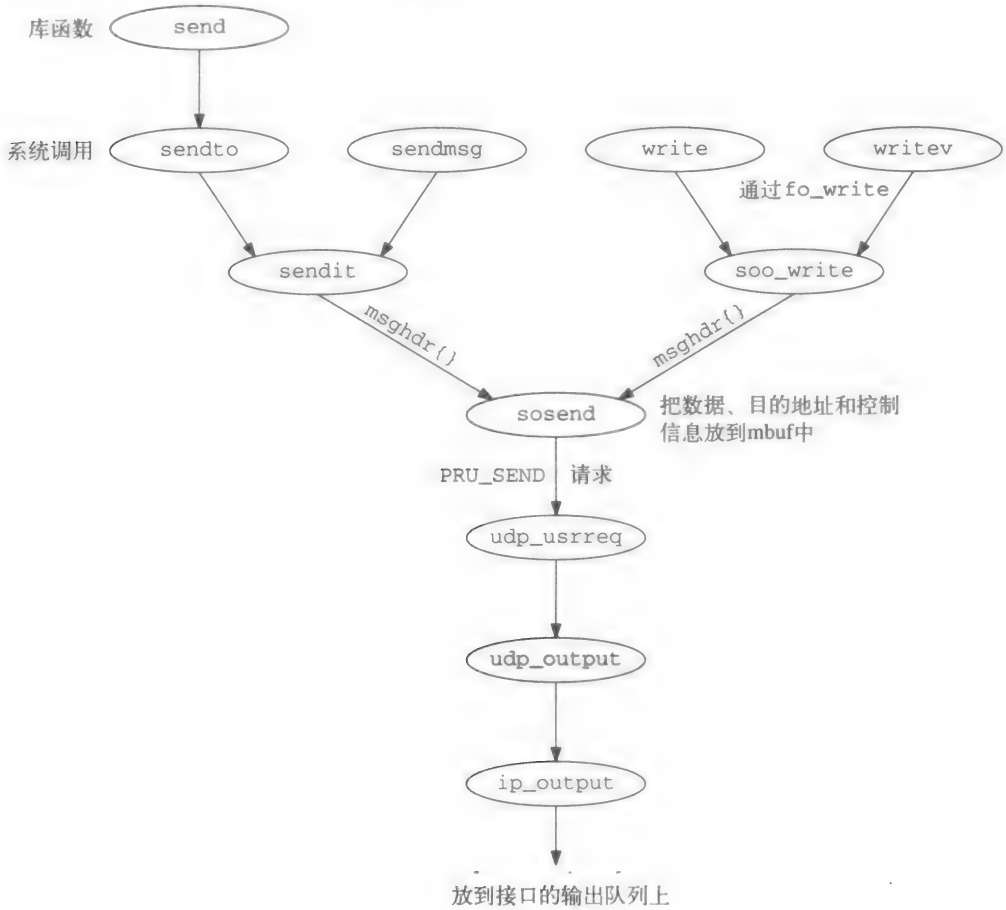 库函数 send
系统调用 sendto sendmsg write writev
通过fo_write
sendit soo_write
msghdr{} msghdr{}
sosend 把数据、目的地址和控制
信息放到mbuf中
PRU_SEND 请求
udp_usrreq
udp_output
ip_output
放到接口的输出队列上